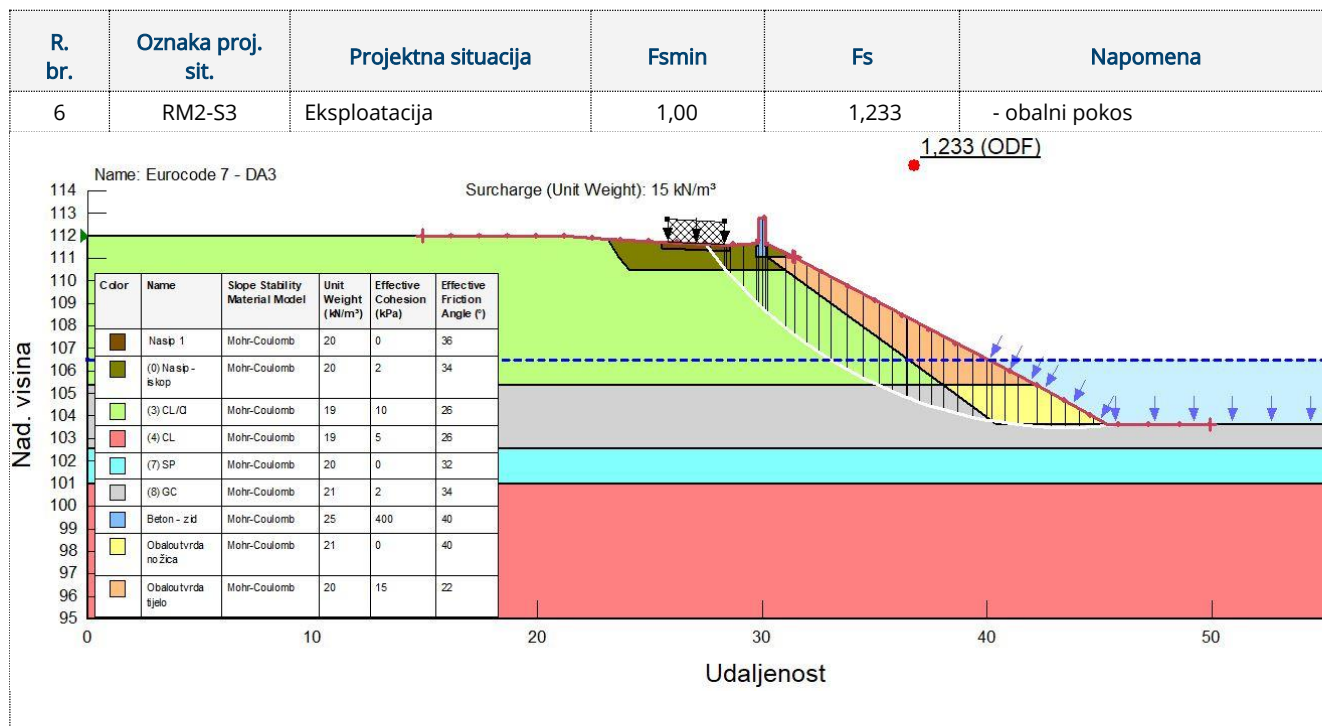 R. br. Oznaka proj. sit. Projektna situacija Fsmin Fs Napomena
6 RM2-S3 Eksploatacija 1,00 1,233 - obalni pokos
1,233 (ODF)
Name: Eurocode 7 - DA3
Surcharge (Unit Weight): 15 kN/m³
Color Name Slope Stability Material Model Unit Weight (kN/m³) Effective Cohesion (kPa) Effective Friction Angle (°)
Nasip 1 Mohr-Coulomb 20 0 36
(0) Nasip - iskop Mohr-Coulomb 20 2 34
(3) CL/CI Mohr-Coulomb 19 10 26
(4) CL Mohr-Coulomb 19 5 26
(7) SP Mohr-Coulomb 20 0 32
(8) GC Mohr-Coulomb 21 2 34
Beton - zid Mohr-Coulomb 25 400 40
Obaloutvrda nožica Mohr-Coulomb 21 0 40
Obaloutvrda tijelo Mohr-Coulomb 20 15 22
Nad. visina
114
113
112
111
110
109
108
107
106
105
104
103
102
101
100
99
98
97
96
95
0 10 20 30 40 50
Udaljenost